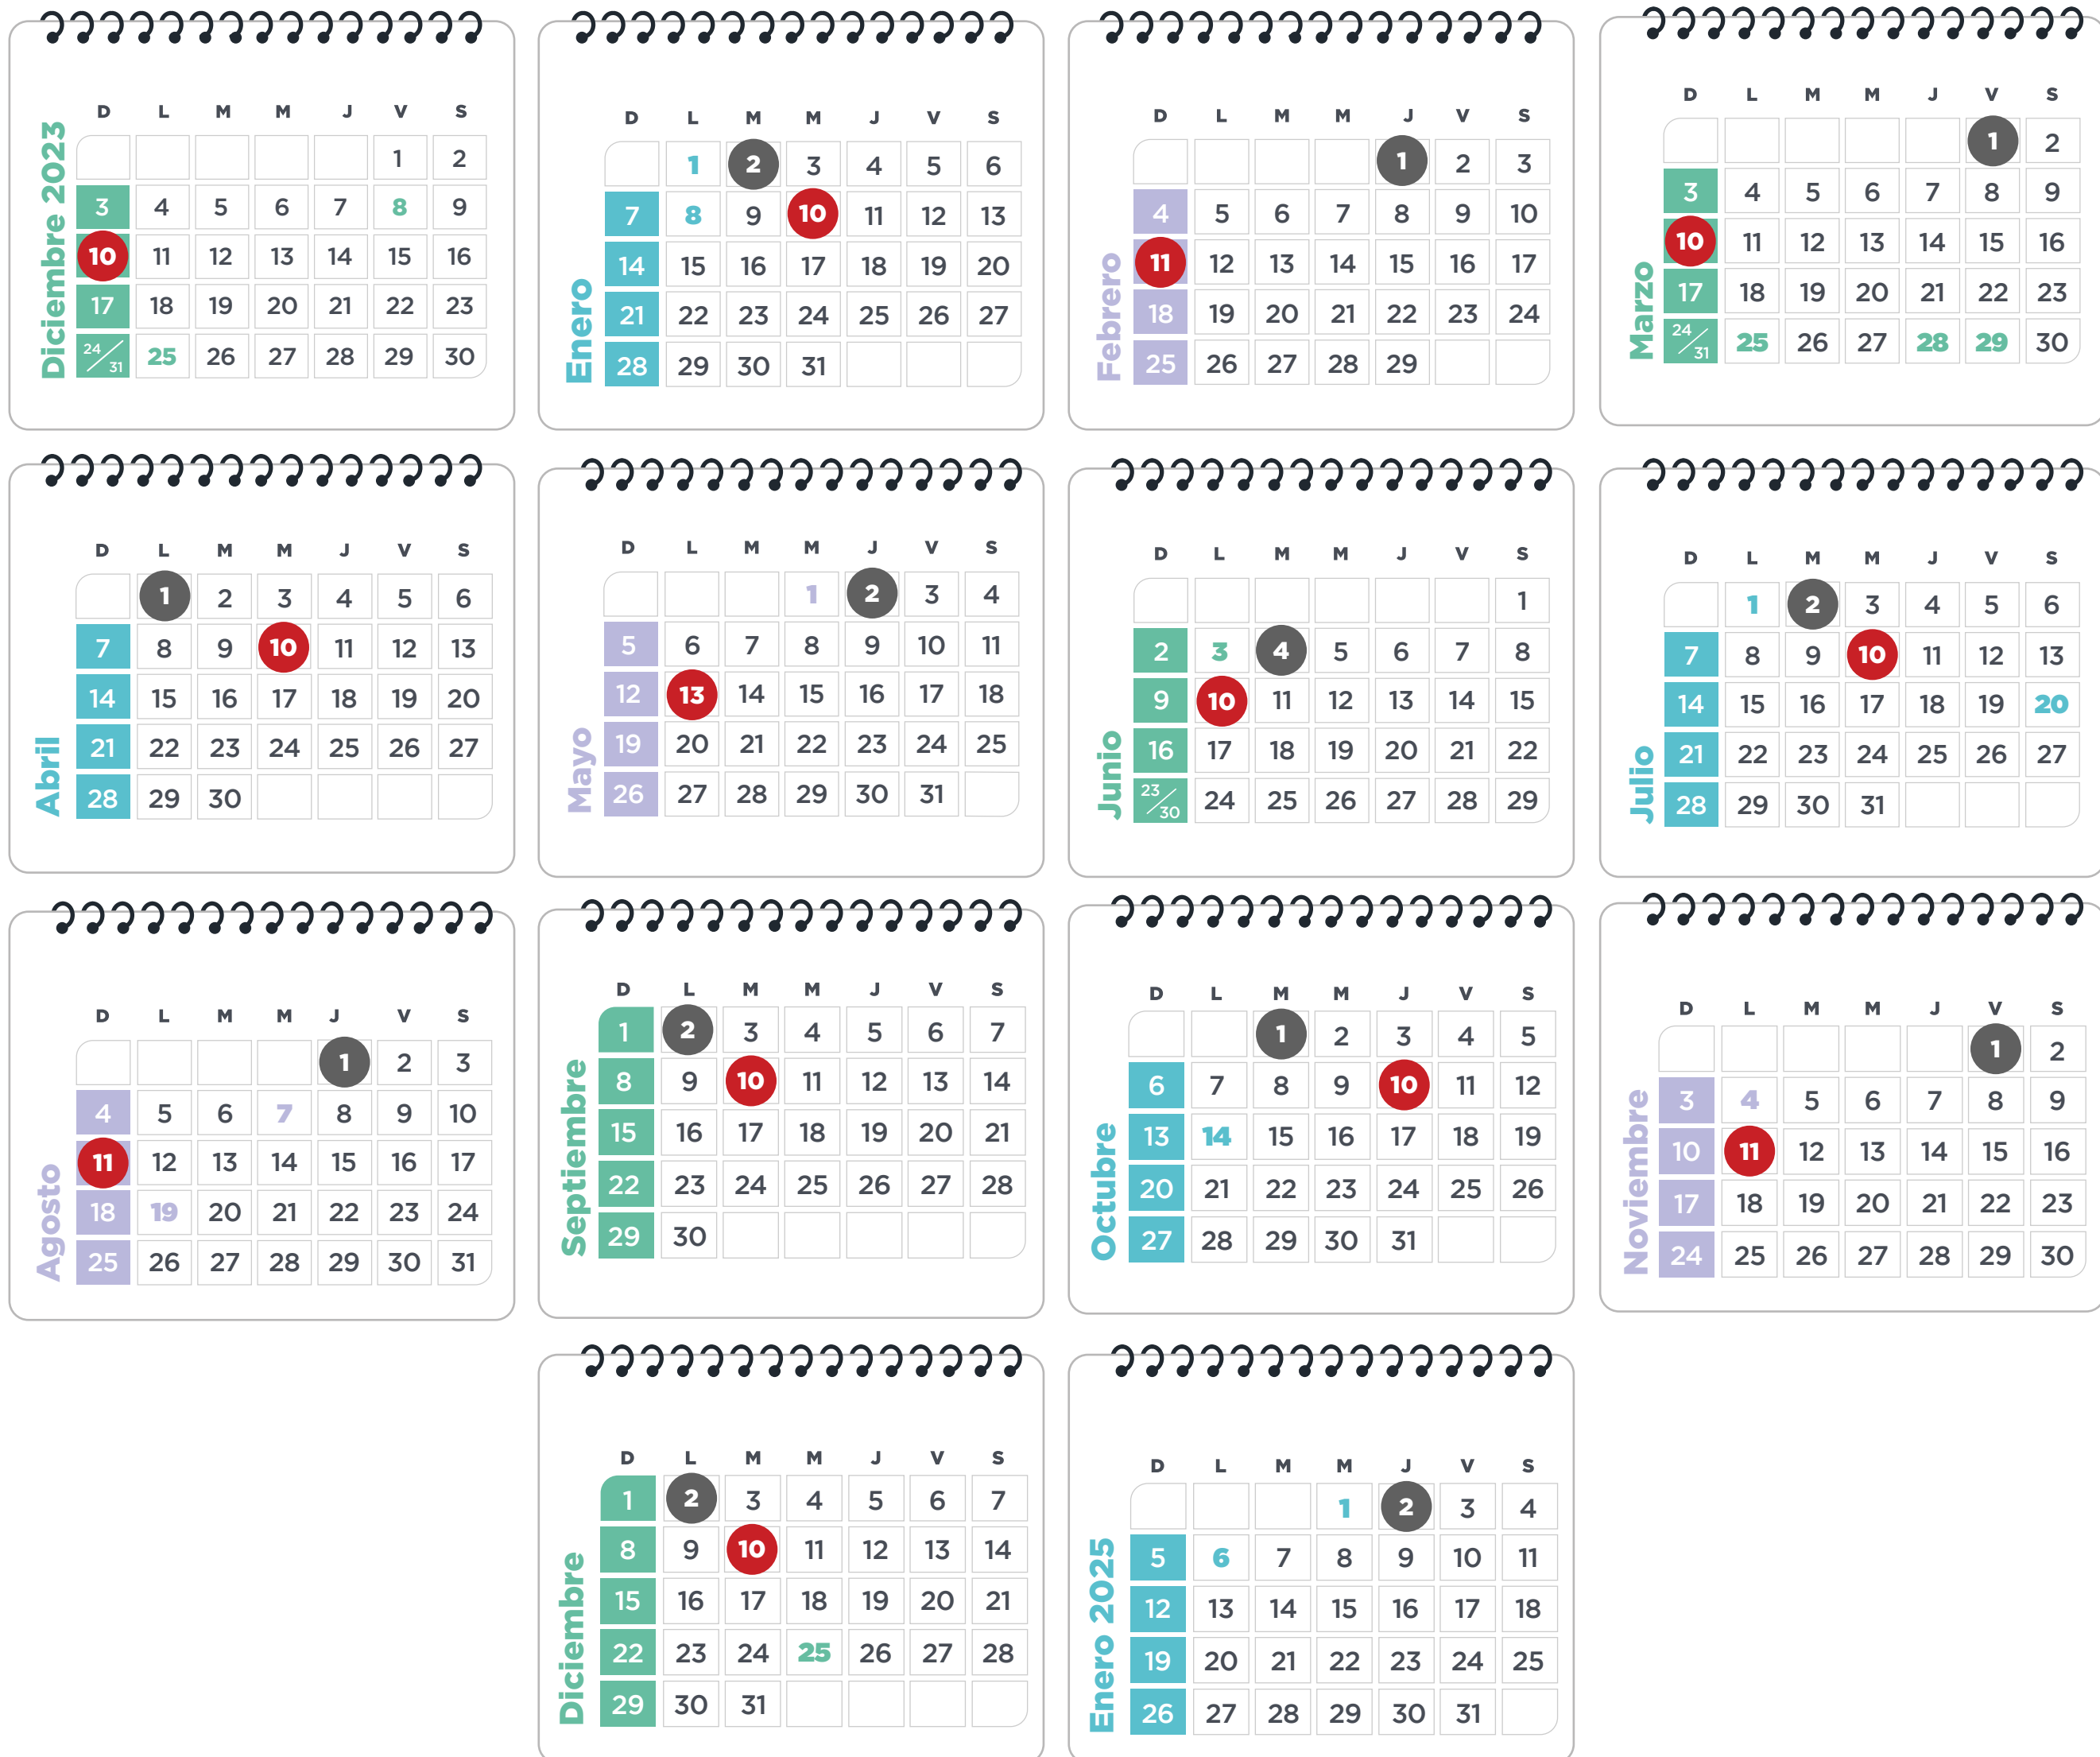 Diciembre 2023
D L M M J V S
1 2
3 4 5 6 7 8 9
10 11 12 13 14 15 16
17 18 19 20 21 22 23
24/31 25 26 27 28 29 30
Enero
D L M M J V S
1 2 3 4 5 6
7 8 9 10 11 12 13
14 15 16 17 18 19 20
21 22 23 24 25 26 27
28 29 30 31
Febrero
D L M M J V S
1 2 3
4 5 6 7 8 9 10
11 12 13 14 15 16 17
18 19 20 21 22 23 24
25 26 27 28 29
Marzo
D L M M J V S
1 2
3 4 5 6 7 8 9
10 11 12 13 14 15 16
17 18 19 20 21 22 23
24/31 25 26 27 28 29 30
Abril
D L M M J V S
1 2 3 4 5 6
7 8 9 10 11 12 13
14 15 16 17 18 19 20
21 22 23 24 25 26 27
28 29 30
Mayo
D L M M J V S
1 2 3 4
5 6 7 8 9 10 11
12 13 14 15 16 17 18
19 20 21 22 23 24 25
26 27 28 29 30 31
Junio
D L M M J V S
1
2 3 4 5 6 7 8
9 10 11 12 13 14 15
16 17 18 19 20 21 22
23/30 24 25 26 27 28 29
Julio
D L M M J V S
1 2 3 4 5 6
7 8 9 10 11 12 13
14 15 16 17 18 19 20
21 22 23 24 25 26 27
28 29 30 31
Agosto
D L M M J V S
1 2 3
4 5 6 7 8 9 10
11 12 13 14 15 16 17
18 19 20 21 22 23 24
25 26 27 28 29 30 31
Septiembre
D L M M J V S
1 2 3 4 5 6 7
8 9 10 11 12 13 14
15 16 17 18 19 20 21
22 23 24 25 26 27 28
29 30
Octubre
D L M M J V S
1 2 3 4 5
6 7 8 9 10 11 12
13 14 15 16 17 18 19
20 21 22 23 24 25 26
27 28 29 30 31
Noviembre
D L M M J V S
1 2
3 4 5 6 7 8 9
10 11 12 13 14 15 16
17 18 19 20 21 22 23
24 25 26 27 28 29 30
Diciembre
D L M M J V S
1 2 3 4 5 6 7
8 9 10 11 12 13 14
15 16 17 18 19 20 21
22 23 24 25 26 27 28
29 30 31
Enero 2025
D L M M J V S
1 2 3 4
5 6 7 8 9 10 11
12 13 14 15 16 17 18
19 20 21 22 23 24 25
26 27 28 29 30 31